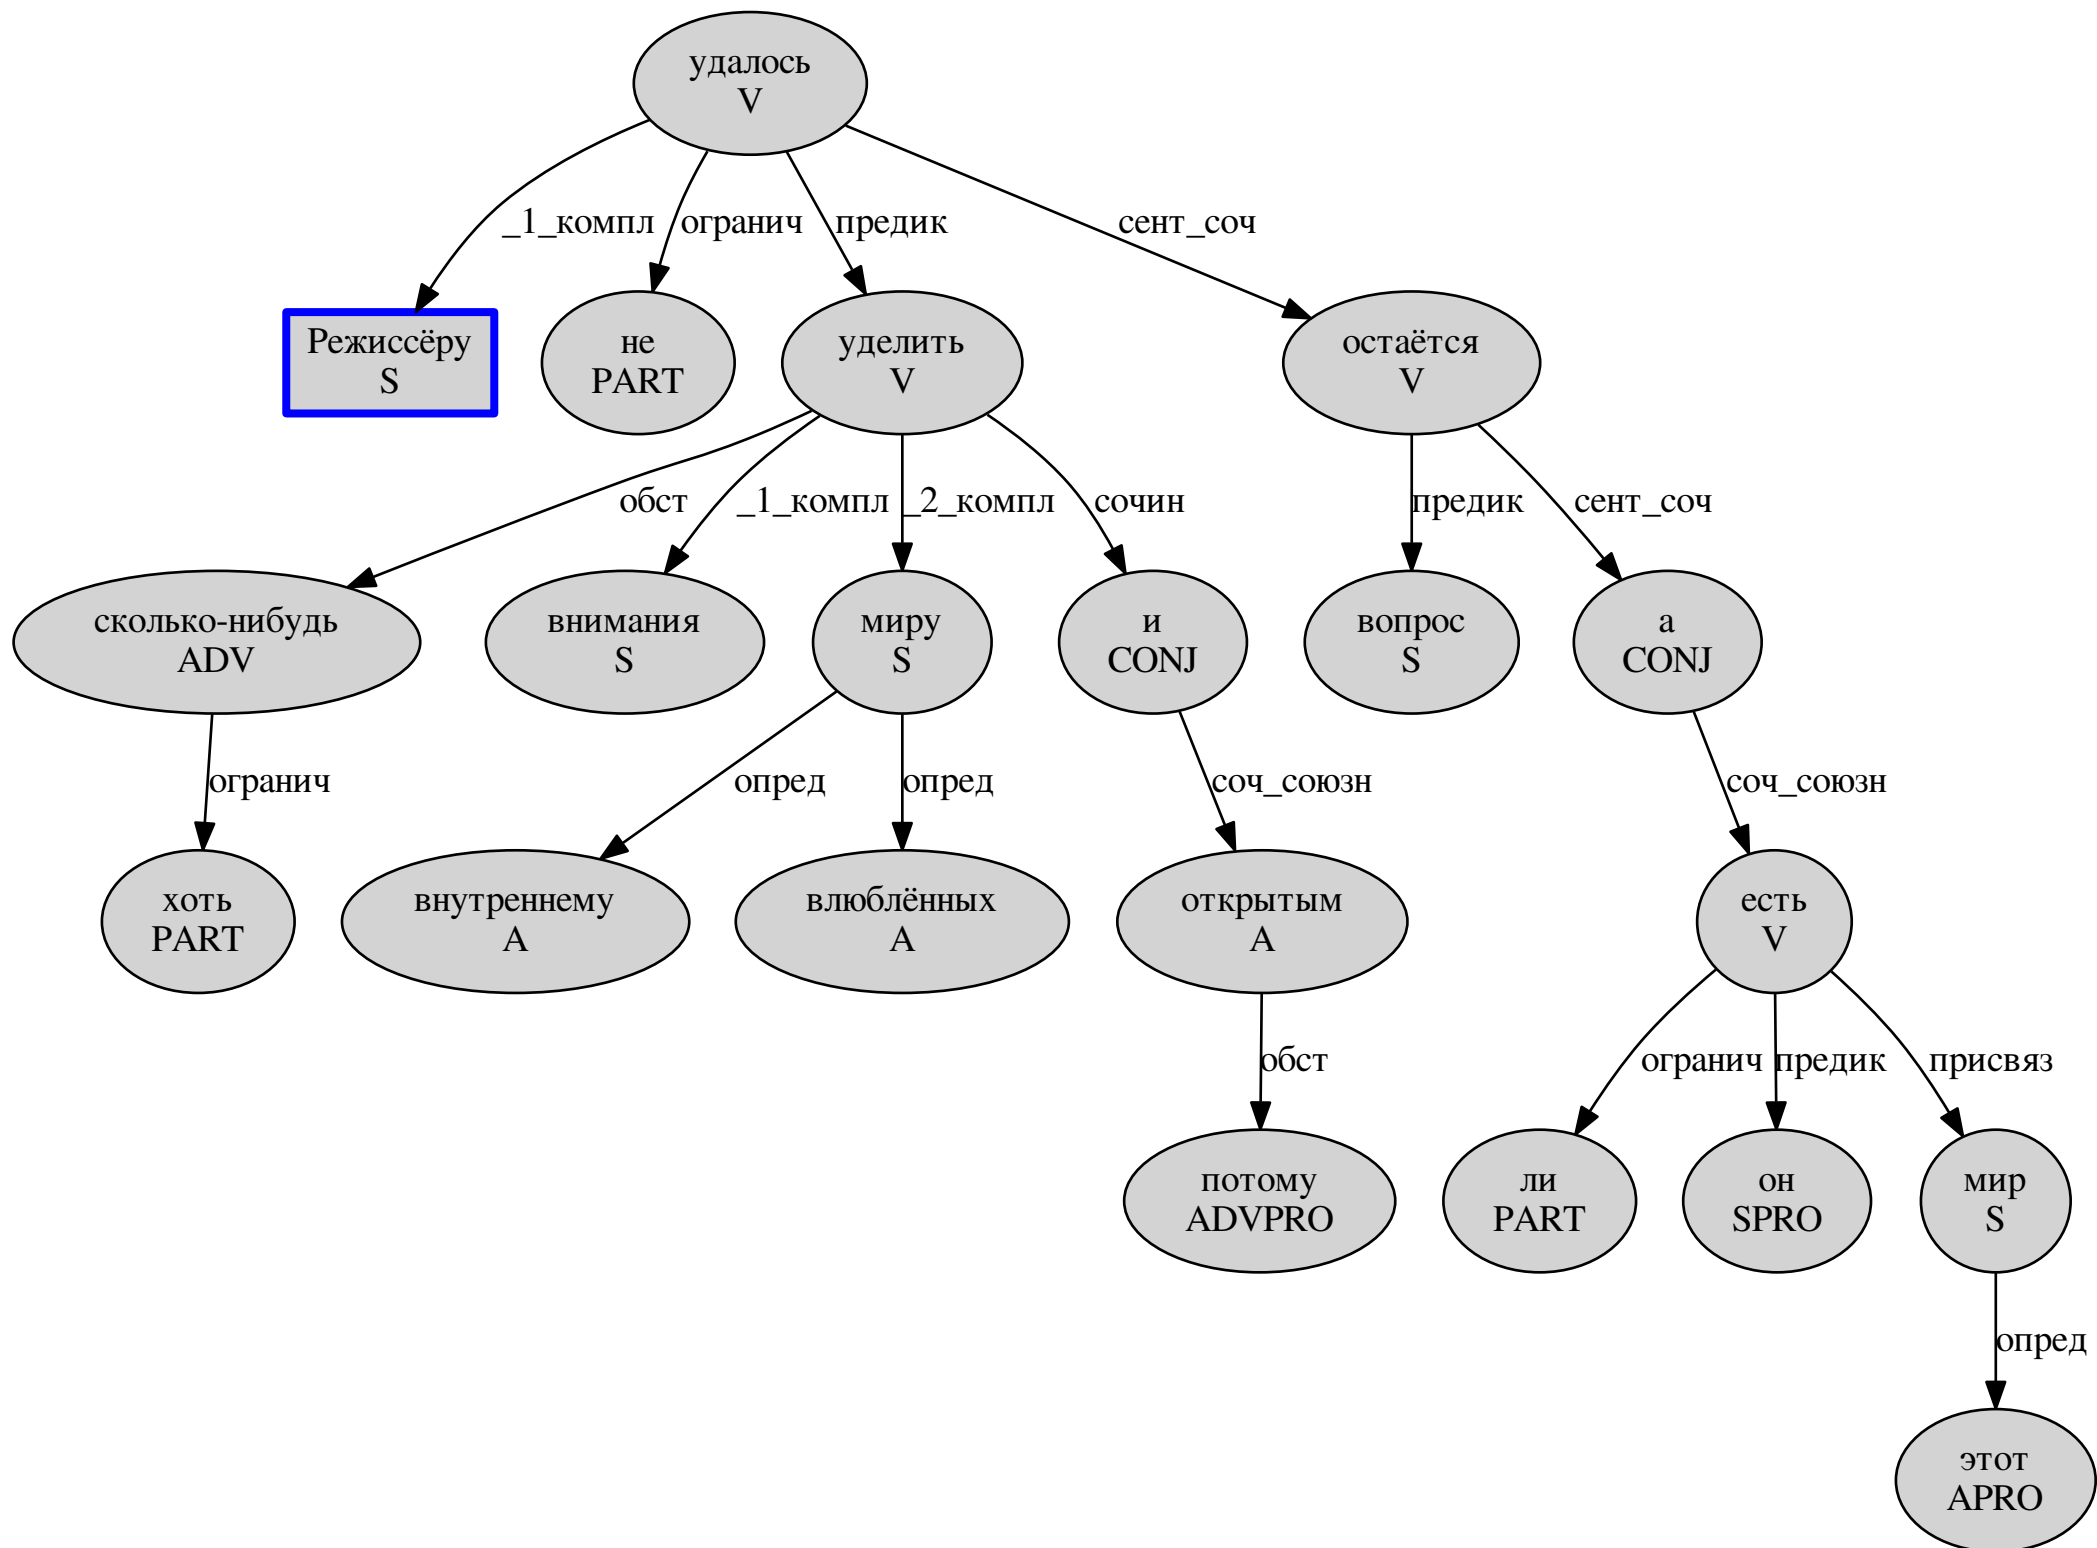 удалось
V
_1_компл
огранич
предик
сент_соч
Режиссёру
S
не
PART
уделить
V
остаётся
V
обст
_1_компл
_2_компл
сочин
предик
сент_соч
сколько-нибудь
ADV
внимания
S
миру
S
и
CONJ
вопрос
S
а
CONJ
огранич
опред
опред
соч_союзн
соч_союзн
хоть
PART
внутреннему
A
влюблённых
A
открытым
A
есть
V
обст
огранич
предик
присвяз
потому
ADVPRO
ли
PART
он
SPRO
мир
S
опред
этот
APRO